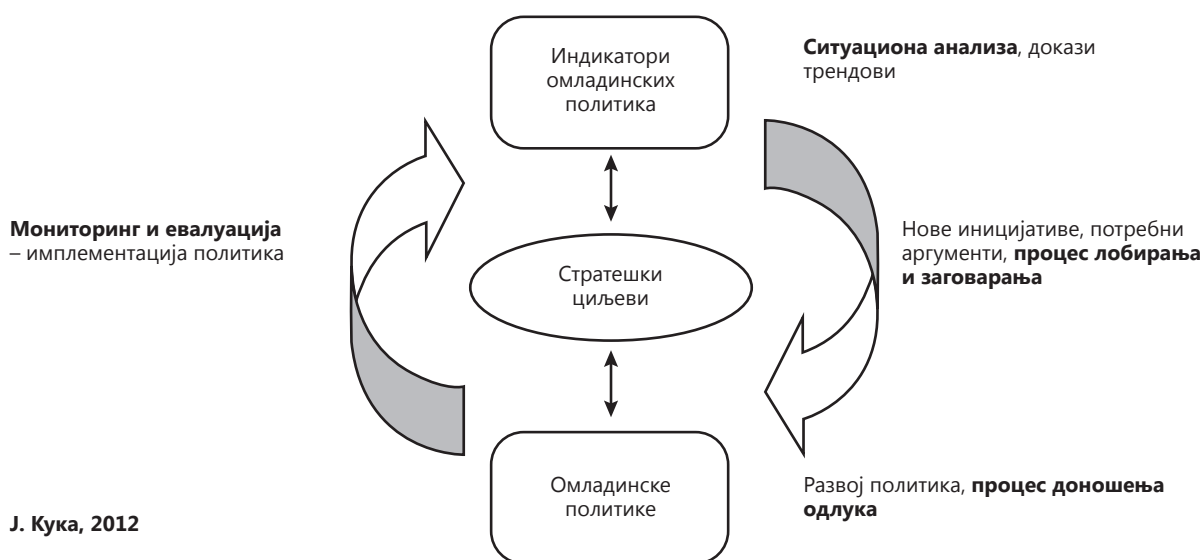 Индикатори
омладинских
политика
Ситуациона анализа, докази
трендови
Мониторинг и евалуација
– имплементација политика
Стратешки
циљеви
Нове иницијативе, потребни
аргументи, процес лобирања
и заговарања
Омладинске
политике
Развој политика, процес доношења
одлука
Ј. Кука, 2012